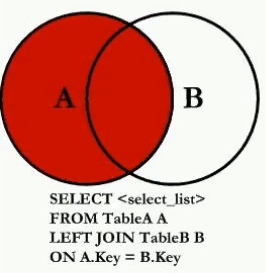 A B
SELECT <select_list>
FROM TableA A
LEFT JOIN TableB B
ON A.Key = B.Key